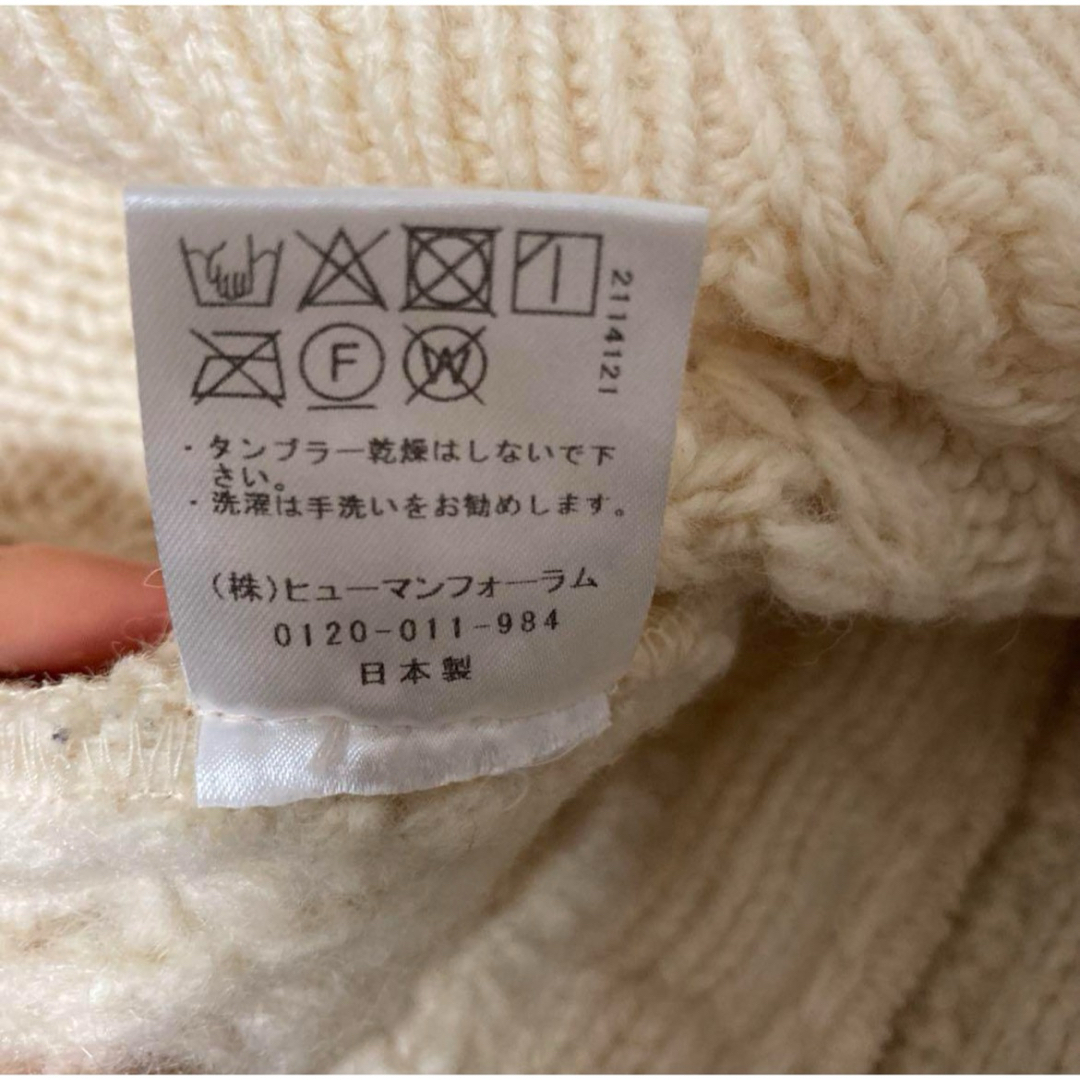 2114121
F
W
・タンブラー乾燥はしないで下
さい。
・洗濯は手洗いをお勧めします。
(株)ヒューマンフォーラム
0120-011-984
日本製